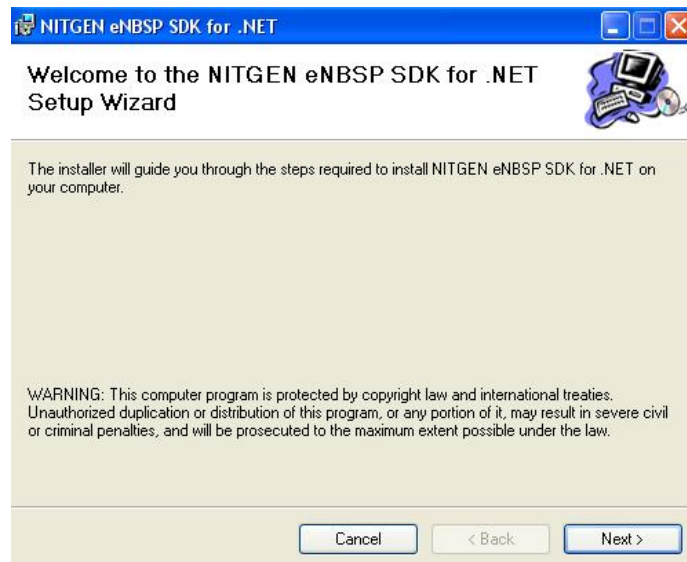 NITGEN eNBSP SDK for .NET
Welcome to the NITGEN eNBSP SDK for .NET
Setup Wizard
The installer will guide you through the steps required to install NITGEN eNBSP SDK for .NET on
your computer.
WARNING: This computer program is protected by copyright law and international treaties.
Unauthorized duplication or distribution of this program, or any portion of it, may result in severe civil
or criminal penalties, and will be prosecuted to the maximum extent possible under the law.
Cancel
< Back
Next >